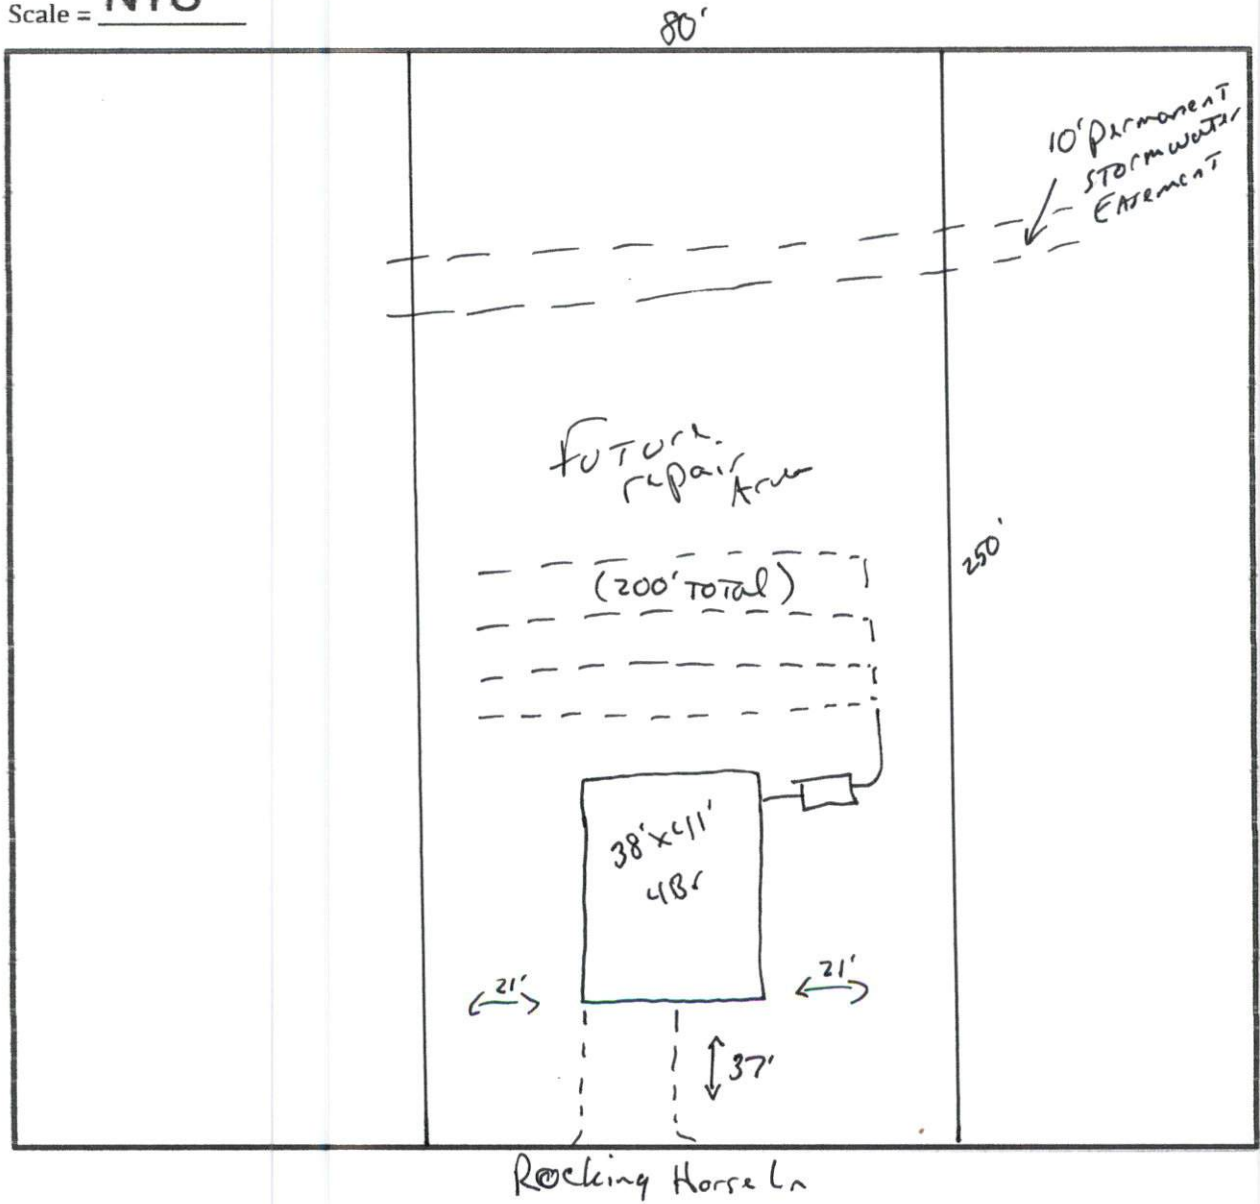 Scale = NTS
80'
10' Permanent
Stormwater
Easement
Future
repair
Area
250'
(200' Total)
38'x41'
4Br
21'
21'
37'
Rocking Horse Ln